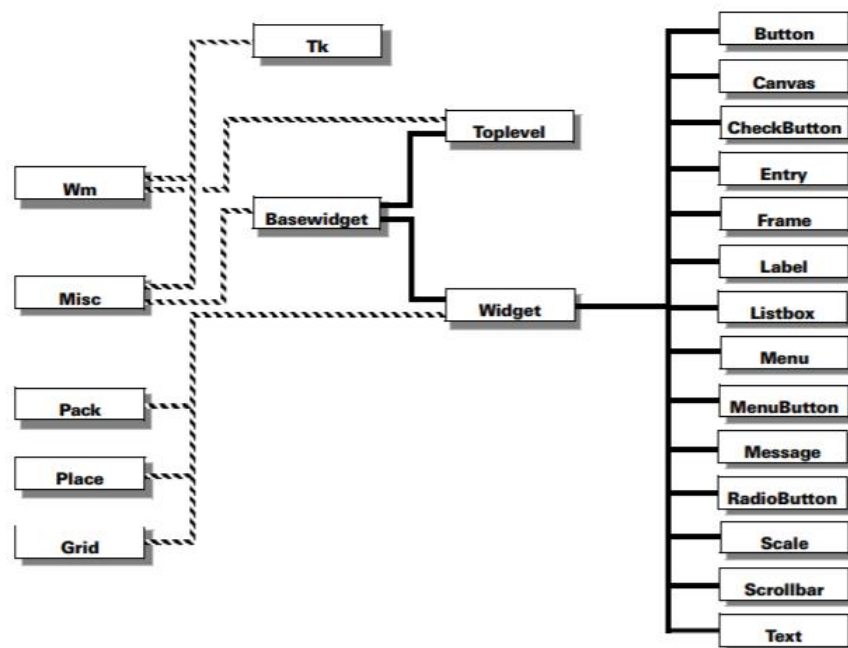 Tk
Wm
Misc
Pack
Place
Grid
Basewidget
Toplevel
Widget
Button
Canvas
CheckButton
Entry
Frame
Label
Listbox
Menu
MenuButton
Message
RadioButton
Scale
Scrollbar
Text